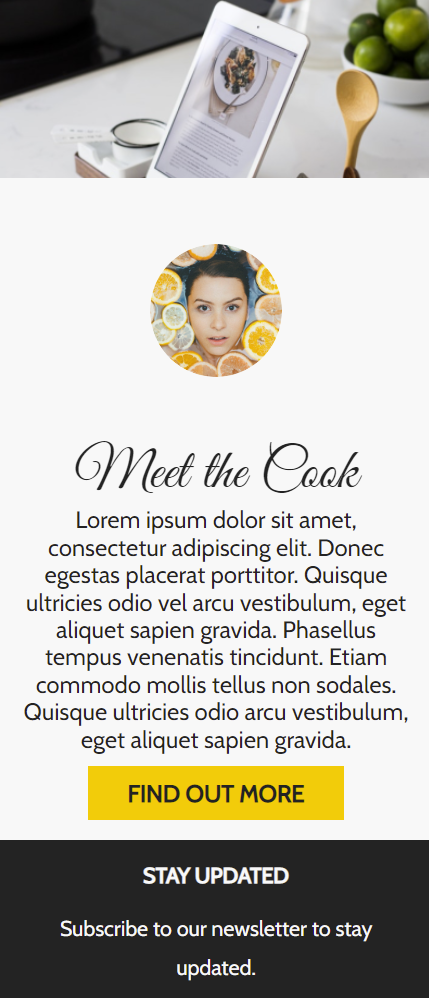 Meet the Cook
Lorem ipsum dolor sit amet,
consectetur adipiscing elit. Donec
egestas placerat porttitor. Quisque
ultricies odio vel arcu vestibulum, eget
aliquet sapien gravida. Phasellus
tempus venenatis tincidunt. Etiam
commodo mollis tellus non sodales.
Quisque ultricies odio arcu vestibulum,
eget aliquet sapien gravida.
FIND OUT MORE
STAY UPDATED
Subscribe to our newsletter to stay
updated.